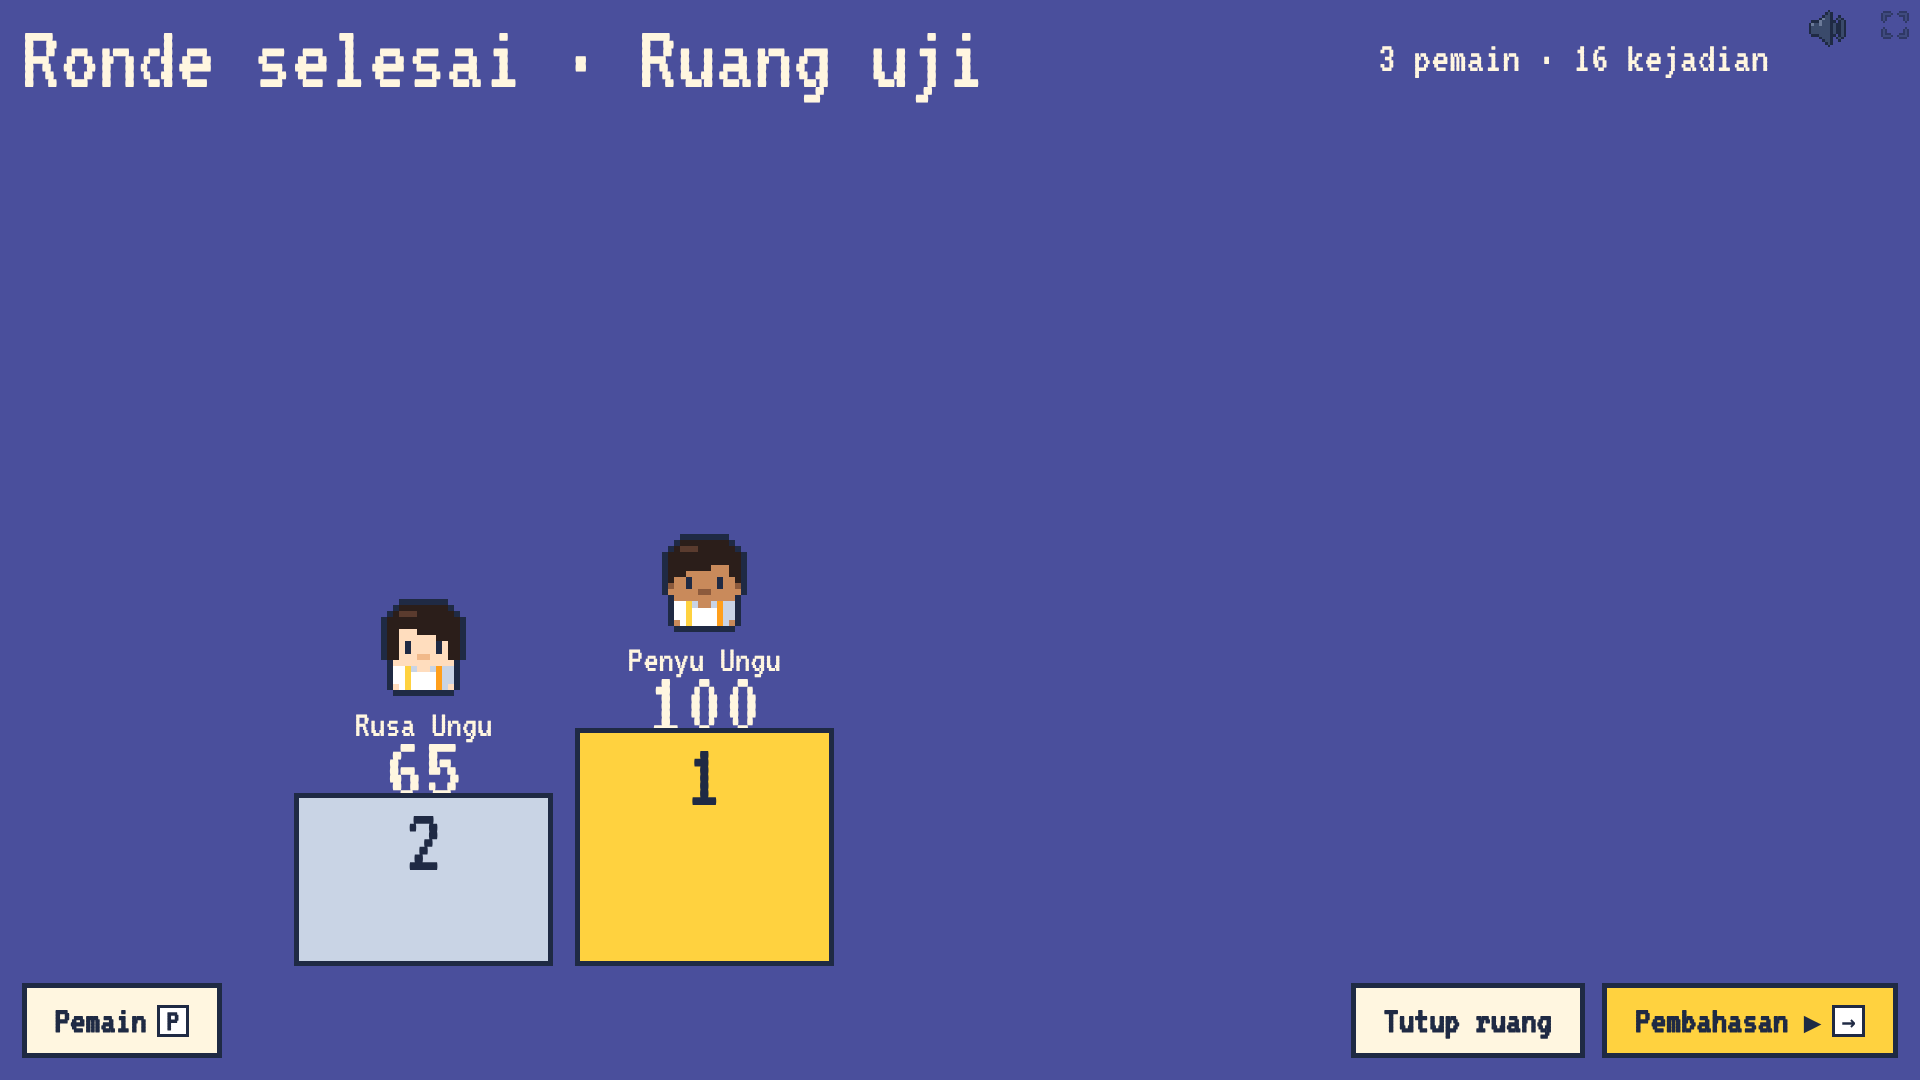 Ronde selesai · Ruang uji
3 pemain · 16 kejadian
Penyu Ungu
100
1
Rusa Ungu
65
2
Pemain P
Tutup ruang
Pembahasan ▶ →